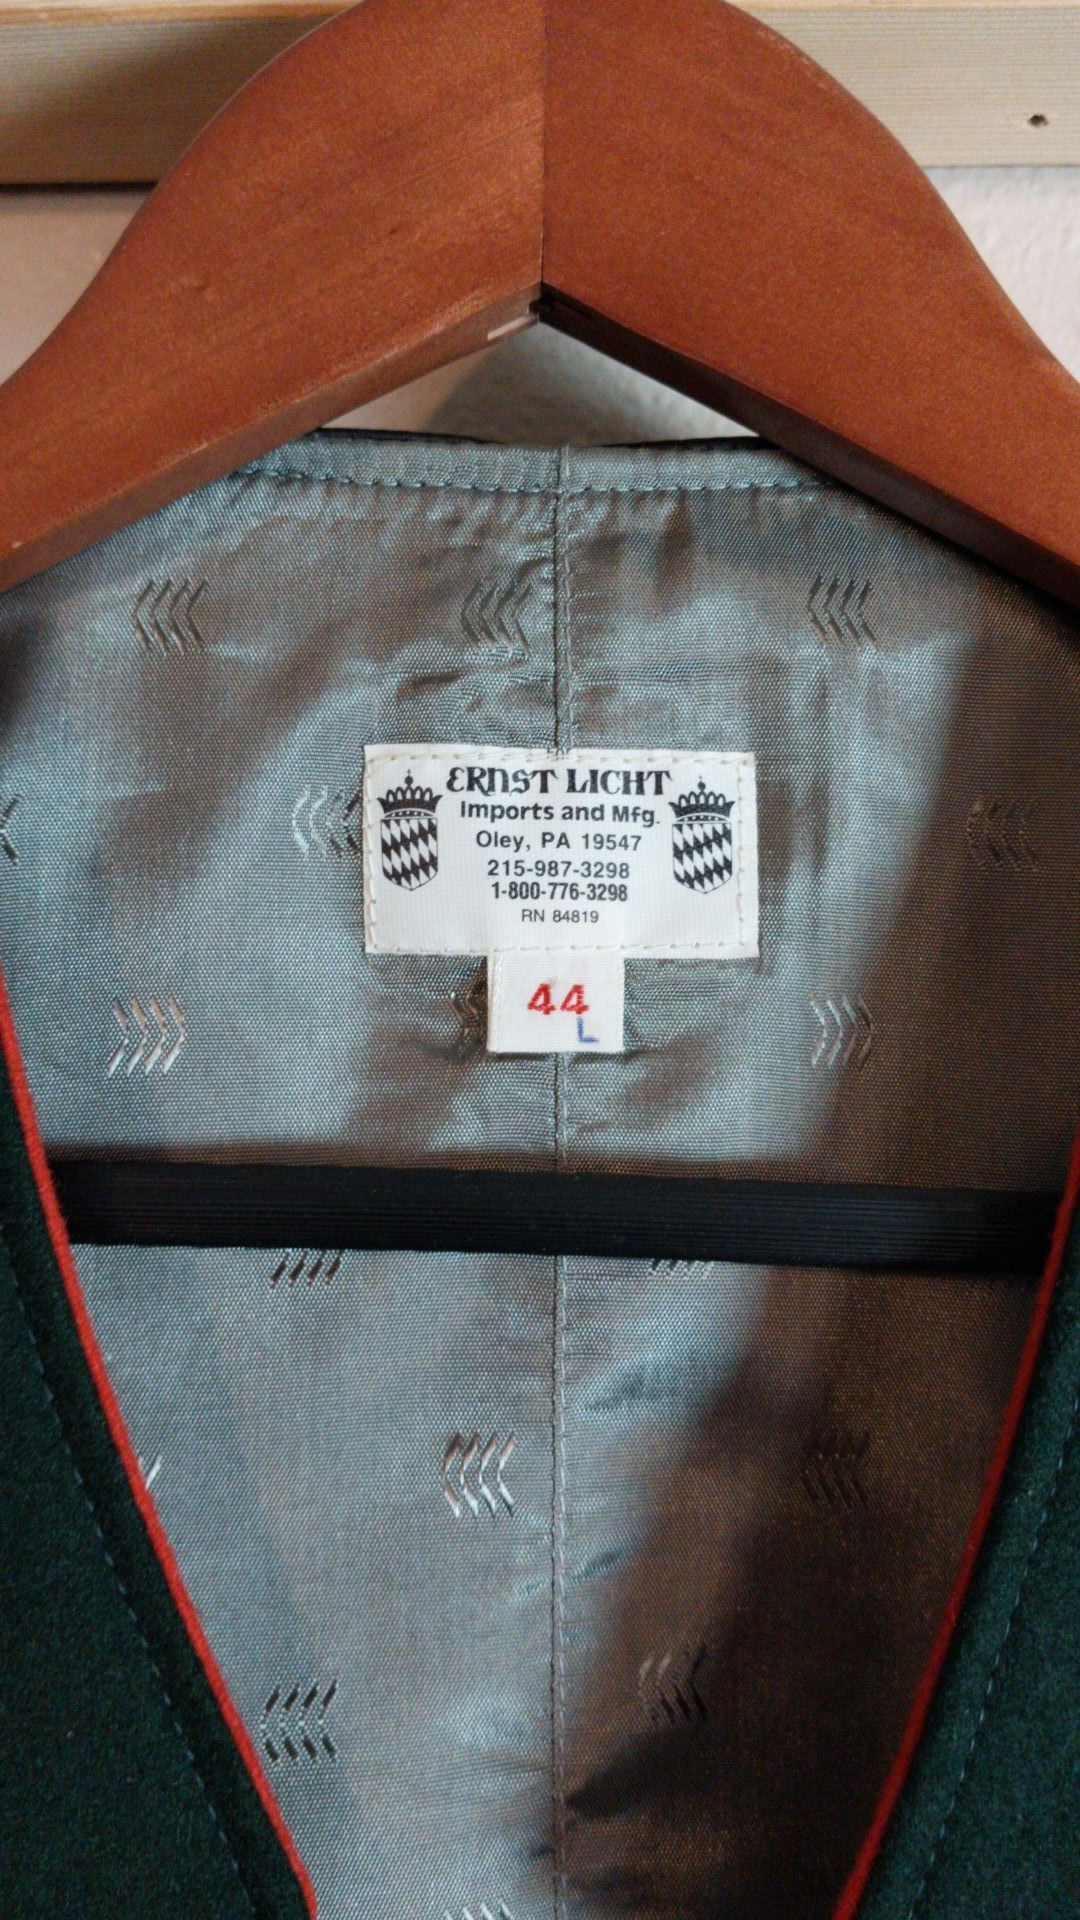 ERNST LICHT
Imports and Mfg.
Oley, PA 19547
215-987-3298
1-800-776-3298
RN 84819
44
L